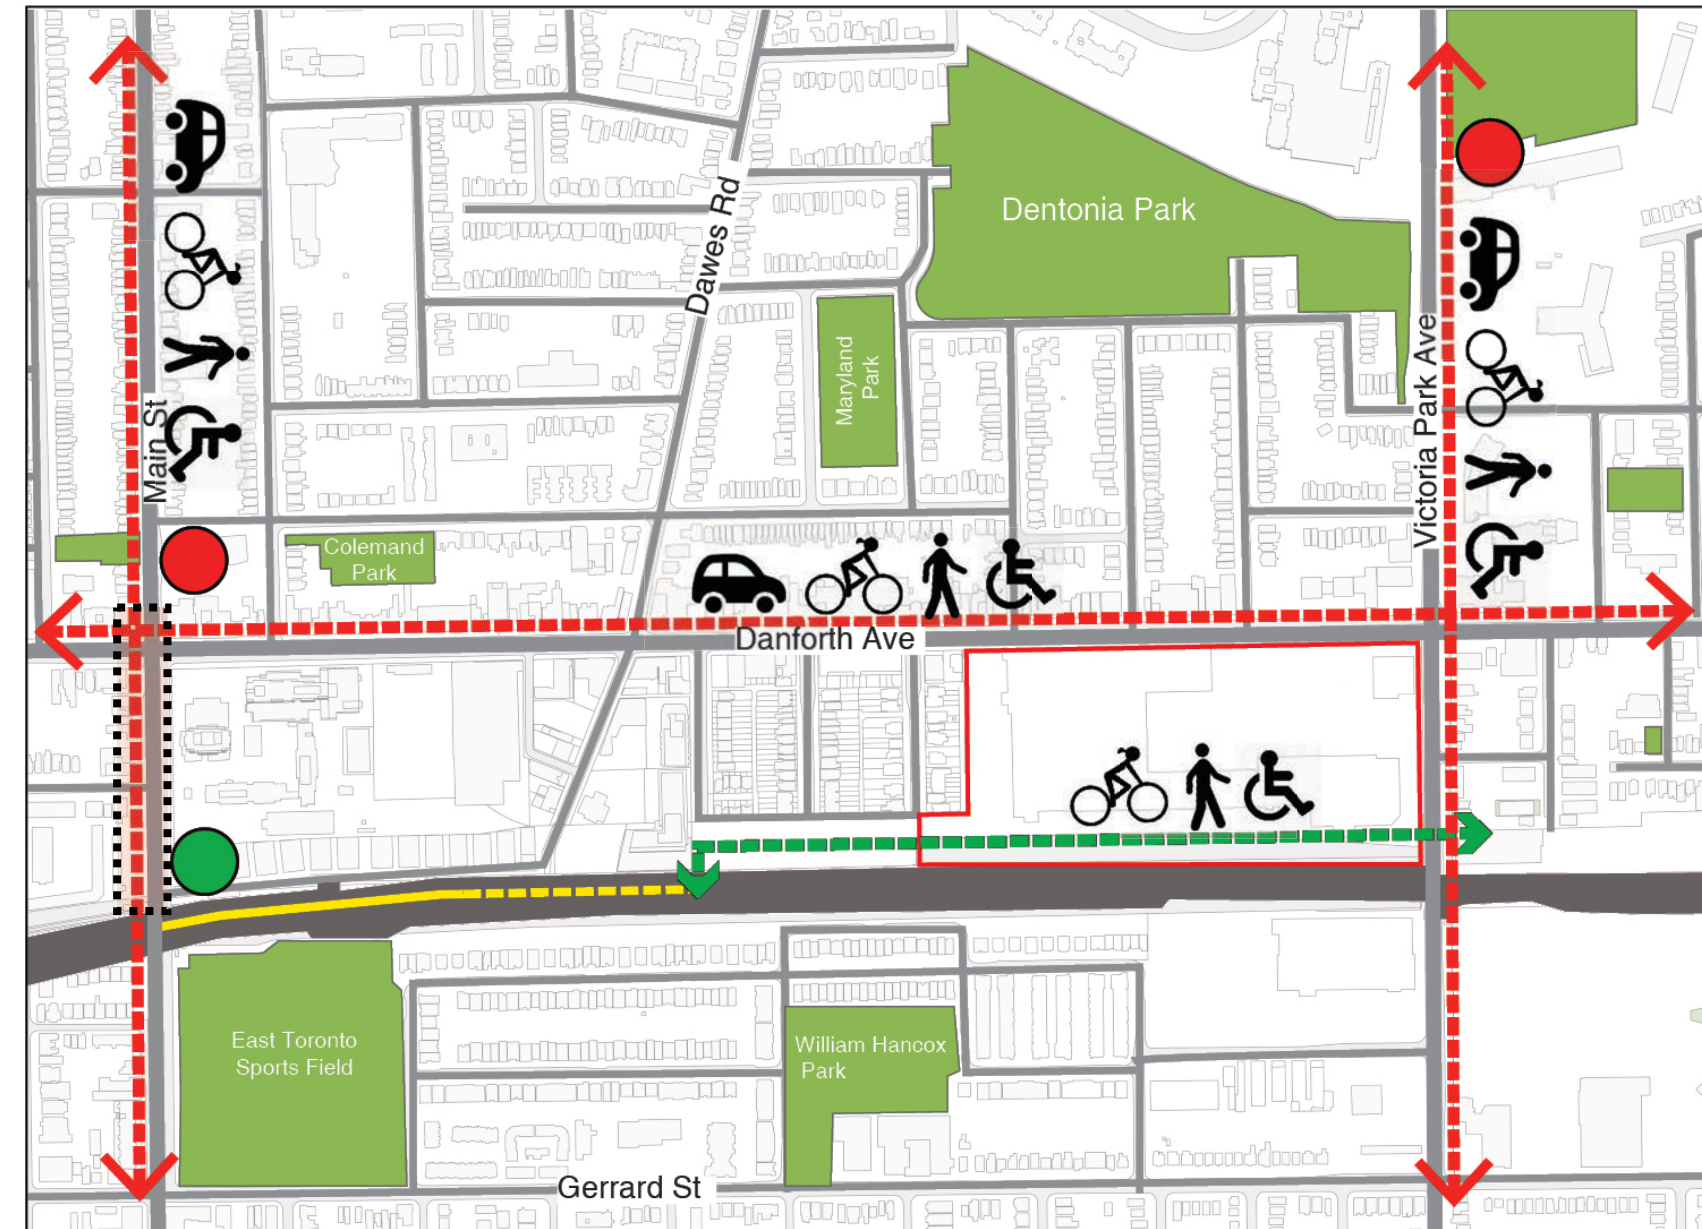 Dentonia Park
Dawes Rd
Maryland
Park
Victoria Park Ave
Main St
Colemand
Park
Danforth Ave
East Toronto
Sports Field
William Hancox
Park
Gerrard St